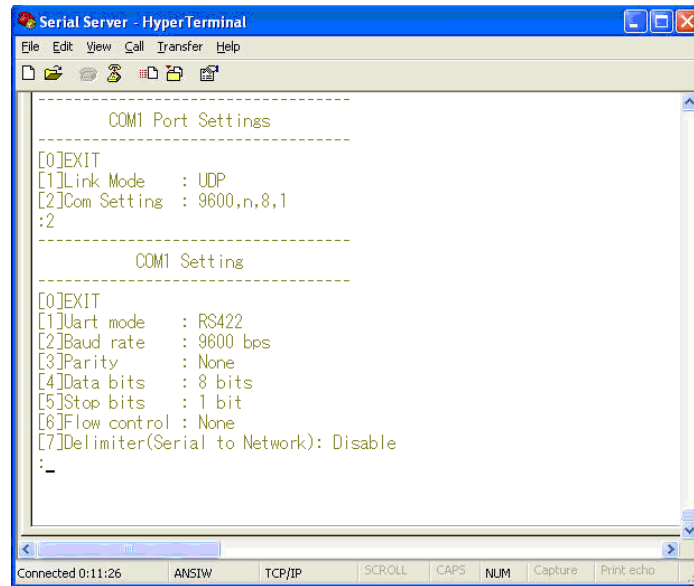 Serial Server - HyperTerminal
File Edit View Call Transfer Help
----------------------------------
COM1 Port Settings
----------------------------------
[0]EXIT
[1]Link Mode : UDP
[2]Com Setting : 9600,n,8,1
:2
----------------------------------
COM1 Setting
----------------------------------
[0]EXIT
[1]Uart mode : RS422
[2]Baud rate : 9600 bps
[3]Parity : None
[4]Data bits : 8 bits
[5]Stop bits : 1 bit
[6]Flow control : None
[7]Delimiter(Serial to Network): Disable
:_
Connected 0:11:26 ANSIW TCP/IP SCROLL CAPS NUM Capture Print echo